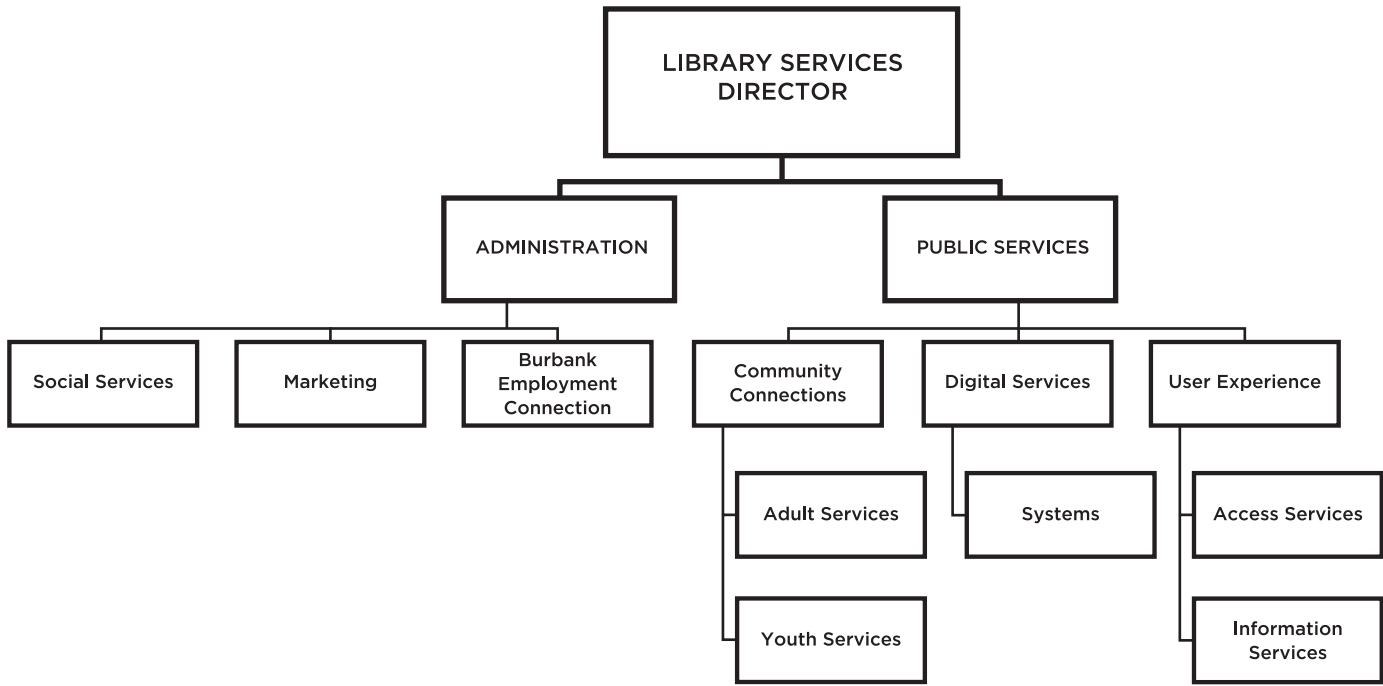 LIBRARY SERVICES
DIRECTOR
ADMINISTRATION
PUBLIC SERVICES
Social Services
Marketing
Burbank
Employment
Connection
Community
Connections
Digital Services
User Experience
Adult Services
Systems
Access Services
Youth Services
Information
Services